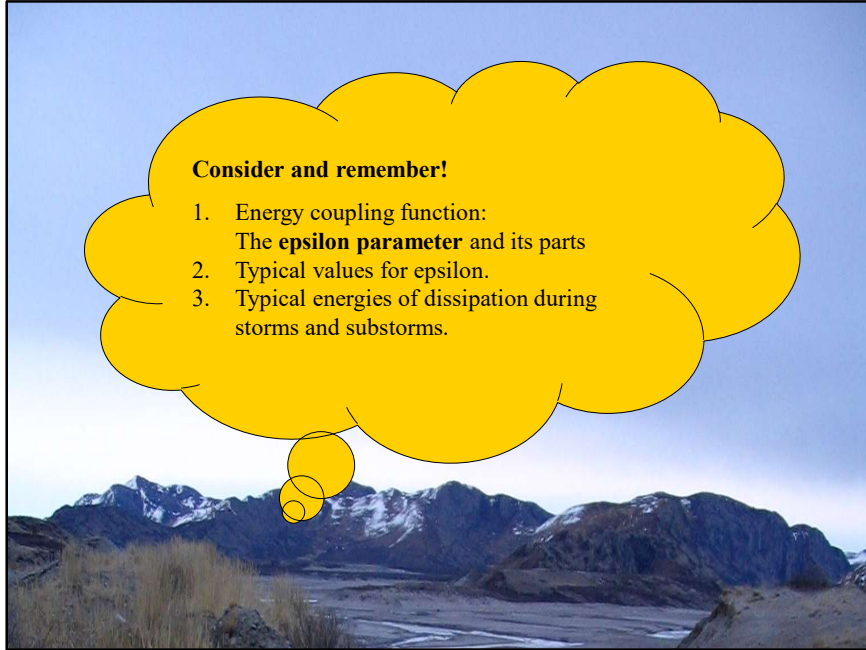 Consider and remember!
1. Energy coupling function:
The epsilon parameter and its parts
2. Typical values for epsilon.
3. Typical energies of dissipation during
storms and substorms.